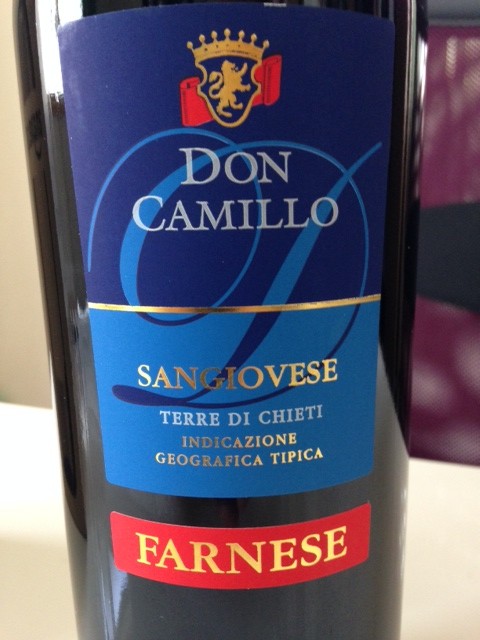 DON
CAMILLO
SANGIOVESE
TERRE DI CHIETI
INDICAZIONE
GEOGRAFICA TIPICA
FARNESE